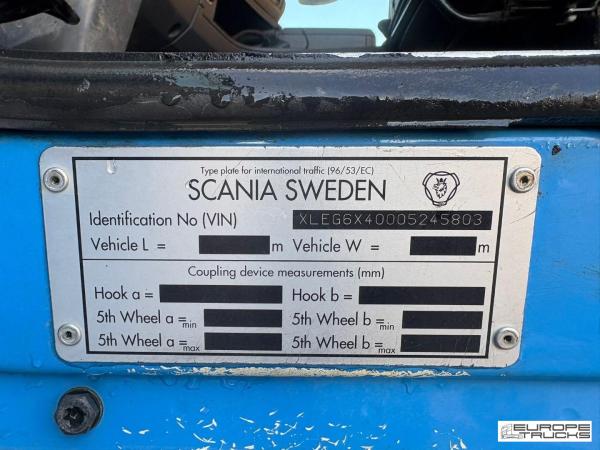 Type plate for international traffic (96/53/EC)
SCANIA SWEDEN
Identification No (VIN) XLEG6X40005245803
Vehicle L = m Vehicle W = m
Coupling device measurements (mm)
Hook a = Hook b =
5th Wheel a min = 5th Wheel b min =
5th Wheel a max = 5th Wheel b max =
EUROPE
TRUCKS